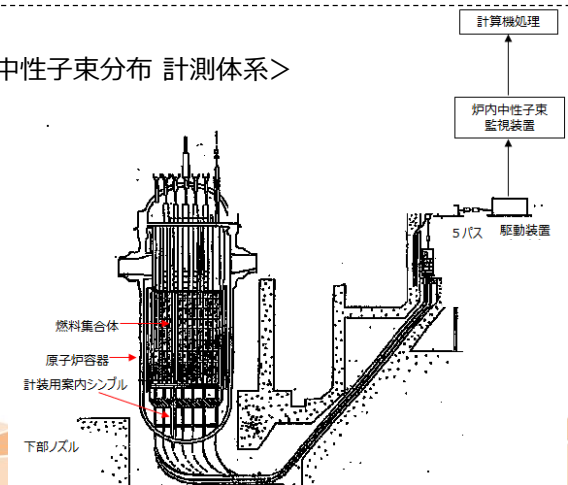 中性子束分布 計測体系>
計算機処理
炉内中性子束
監視装置
5パス
駆動装置
燃料集合体
原子炉容器
計装用案内シンブル
下部ノズル